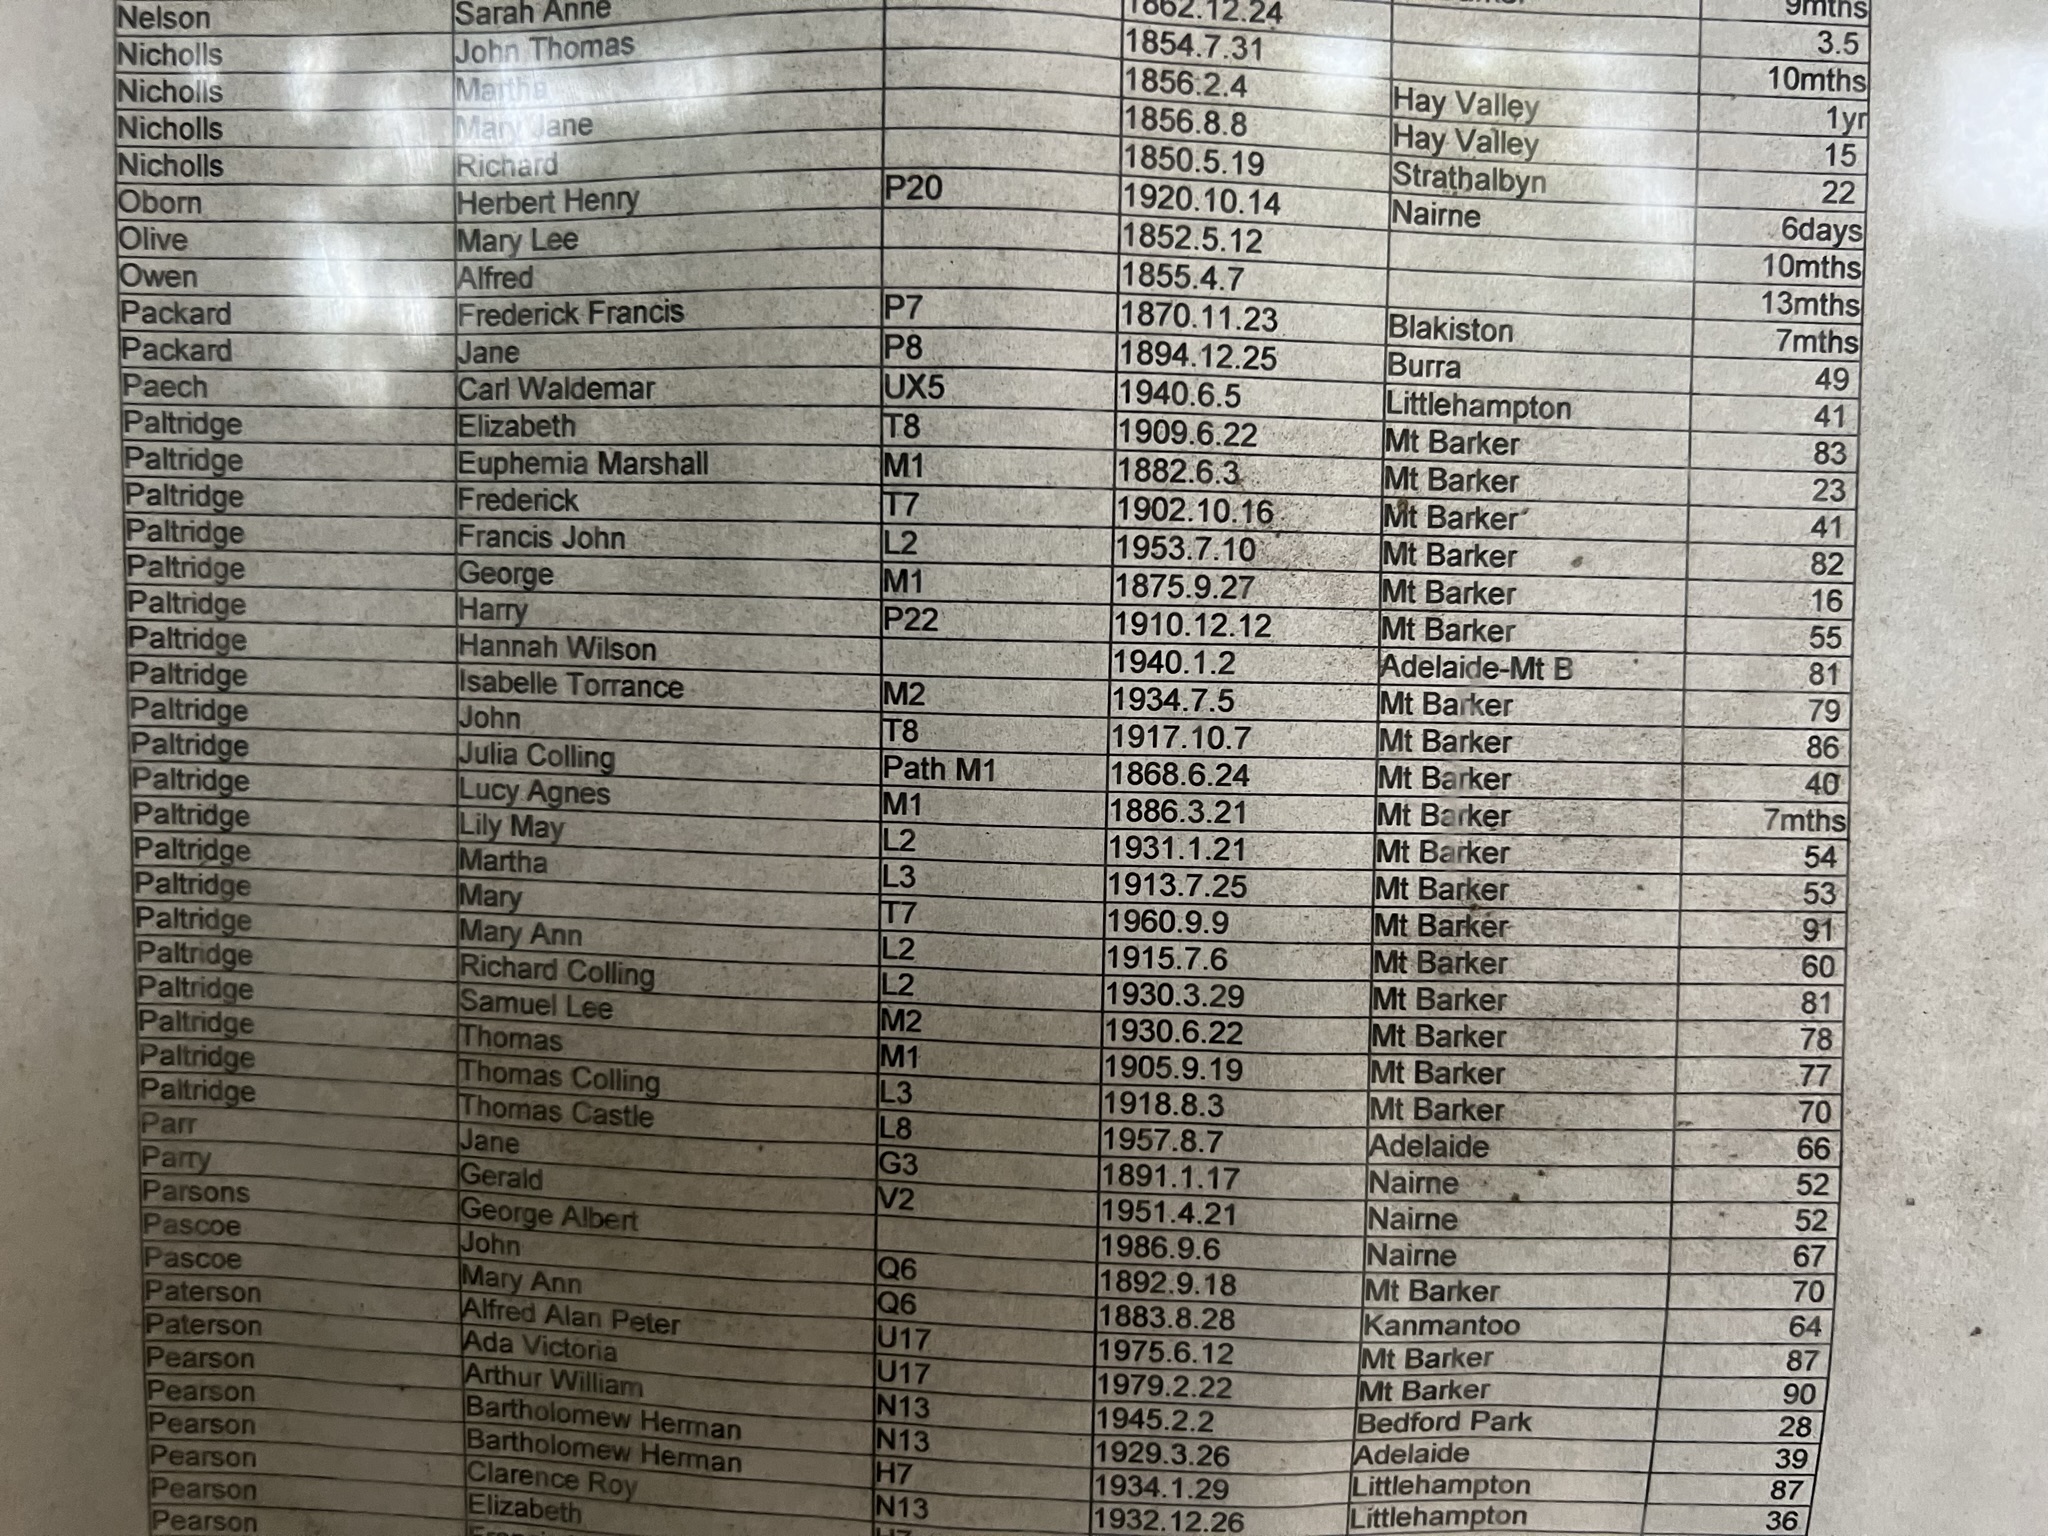 9mths
Nelson Sarah Anne 1862.12.24 3.5
Nicholls John Thomas 1854.7.31 10mths
Nicholls Martha 1856.2.4 Hay Valley 1yr
Nicholls Mary Jane 1856.8.8 Hay Valley 15
Nicholls Richard 1850.5.19 Strathalbyn 22
Oborn Herbert Henry P20 1920.10.14 Nairne 6days
Olive Mary Lee 1852.5.12 10mths
Owen Alfred 1855.4.7 13mths
Packard Frederick Francis P7 1870.11.23 Blakiston 7mths
Packard Jane P8 1894.12.25 Burra 49
Paech Carl Waldemar UX5 1940.6.5 Littlehampton 41
Paltridge Elizabeth T8 1909.6.22 Mt Barker 83
Paltridge Euphemia Marshall M1 1882.6.3 Mt Barker 23
Paltridge Frederick T7 1902.10.16 Mt Barker 41
Paltridge Francis John L2 1953.7.10 Mt Barker 82
Paltridge George M1 1875.9.27 Mt Barker 16
Paltridge Harry P22 1910.12.12 Mt Barker 55
Paltridge Hannah Wilson 1940.1.2 Adelaide-Mt B 81
Paltridge Isabelle Torrance M2 1934.7.5 Mt Barker 79
Paltridge John T8 1917.10.7 Mt Barker 86
Paltridge Julia Colling Path M1 1868.6.24 Mt Barker 40
Paltridge Lucy Agnes M1 1886.3.21 Mt Barker 7mths
Paltridge Lily May L2 1931.1.21 Mt Barker 54
Paltridge Martha L3 1913.7.25 Mt Barker 53
Paltridge Mary T7 1960.9.9 Mt Barker 91
Paltridge Mary Ann L2 1915.7.6 Mt Barker 60
Paltridge Richard Colling L2 1930.3.29 Mt Barker 81
Paltridge Samuel Lee M2 1930.6.22 Mt Barker 78
Paltridge Thomas M1 1905.9.19 Mt Barker 77
Paltridge Thomas Colling L3 1918.8.3 Mt Barker 70
Paltridge Thomas Castle L8 1957.8.7 Adelaide 66
Parr Jane G3 1891.1.17 Nairne 52
Parry Gerald V2 1951.4.21 Nairne 52
Parsons George Albert 1986.9.6 Nairne 67
Pascoe John Q6 1892.9.18 Mt Barker 70
Pascoe Mary Ann Q6 1883.8.28 Kanmantoo 64
Paterson Alfred Alan Peter U17 1975.6.12 Mt Barker 87
Paterson Ada Victoria U17 1979.2.22 Mt Barker 90
Pearson Arthur William N13 1945.2.2 Bedford Park 28
Pearson Bartholomew Herman N13 1929.3.26 Adelaide 39
Pearson Bartholomew Herman H7 1934.1.29 Littlehampton 87
Pearson Clarence Roy N13 1932.12.26 Littlehampton 36
Pearson Elizabeth
Pearson